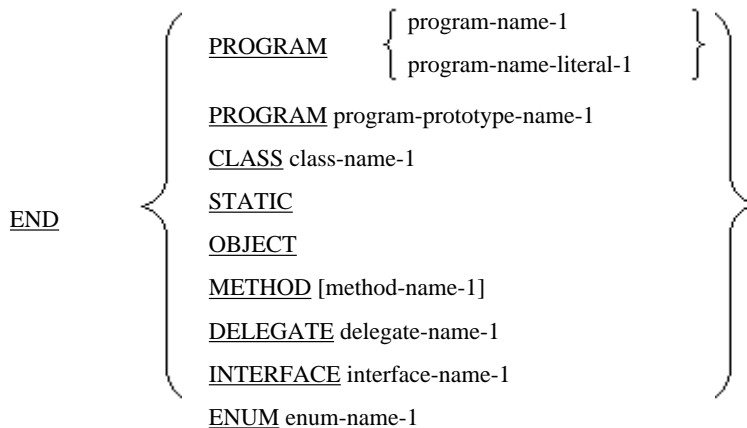 program-name-1
PROGRAM
program-name-literal-1
PROGRAM program-prototype-name-1
CLASS class-name-1
STATIC
END
OBJECT
METHOD [method-name-1]
DELEGATE delegate-name-1
INTERFACE interface-name-1
ENUM enum-name-1